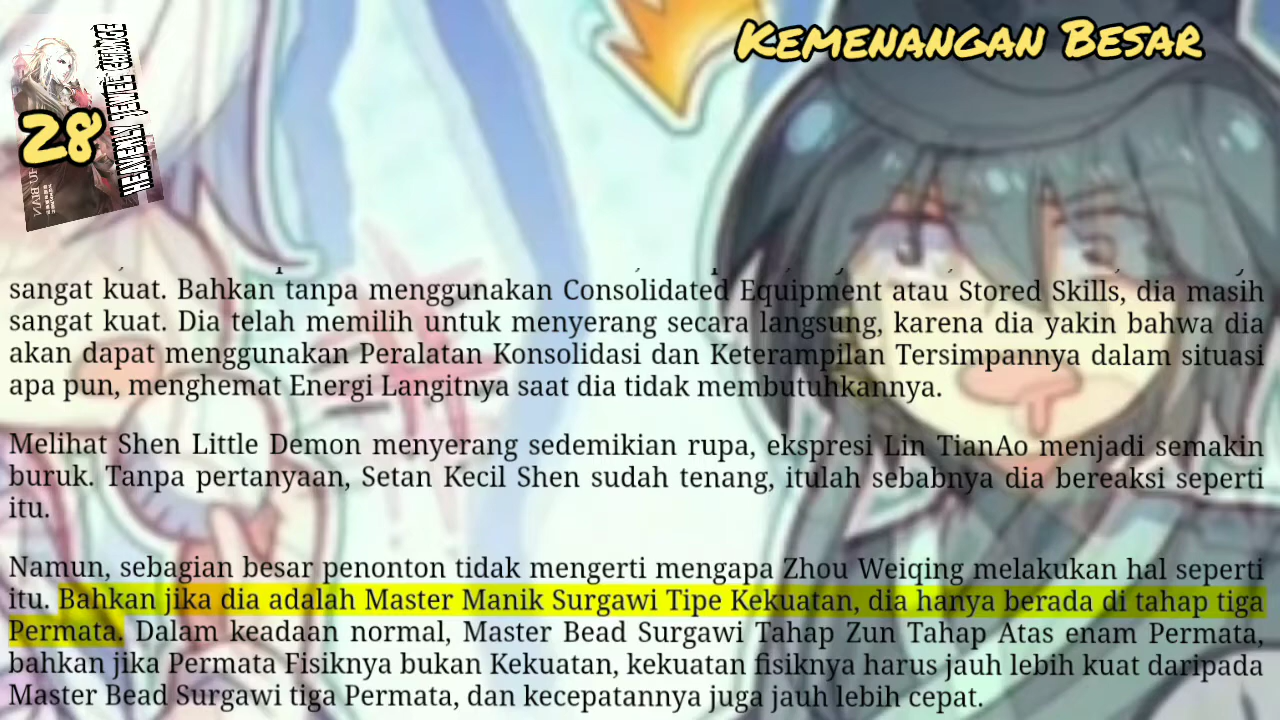 Kemenangan Besar
28
HEAVENLY JEWEL CHANGE
sangat kuat. Bahkan tanpa menggunakan Consolidated Equipment atau Stored Skills, dia masih
sangat kuat. Dia telah memilih untuk menyerang secara langsung, karena dia yakin bahwa dia
akan dapat menggunakan Peralatan Konsolidasi dan Keterampilan Tersimpannya dalam situasi
apa pun, menghemat Energi Langitnya saat dia tidak membutuhkannya.
Melihat Shen Little Demon menyerang sedemikian rupa, ekspresi Lin TianAo menjadi semakin
buruk. Tanpa pertanyaan, Setan Kecil Shen sudah tenang, itulah sebabnya dia bereaksi seperti
itu.
Namun, sebagian besar penonton tidak mengerti mengapa Zhou Weiqing melakukan hal seperti
itu. Bahkan jika dia adalah Master Manik Surgawi Tipe Kekuatan, dia hanya berada di tahap tiga
Permata. Dalam keadaan normal, Master Bead Surgawi Tahap Zun Tahap Atas enam Permata,
bahkan jika Permata Fisiknya bukan Kekuatan, kekuatan fisiknya harus jauh lebih kuat daripada
Master Bead Surgawi tiga Permata, dan kecepatannya juga jauh lebih cepat.